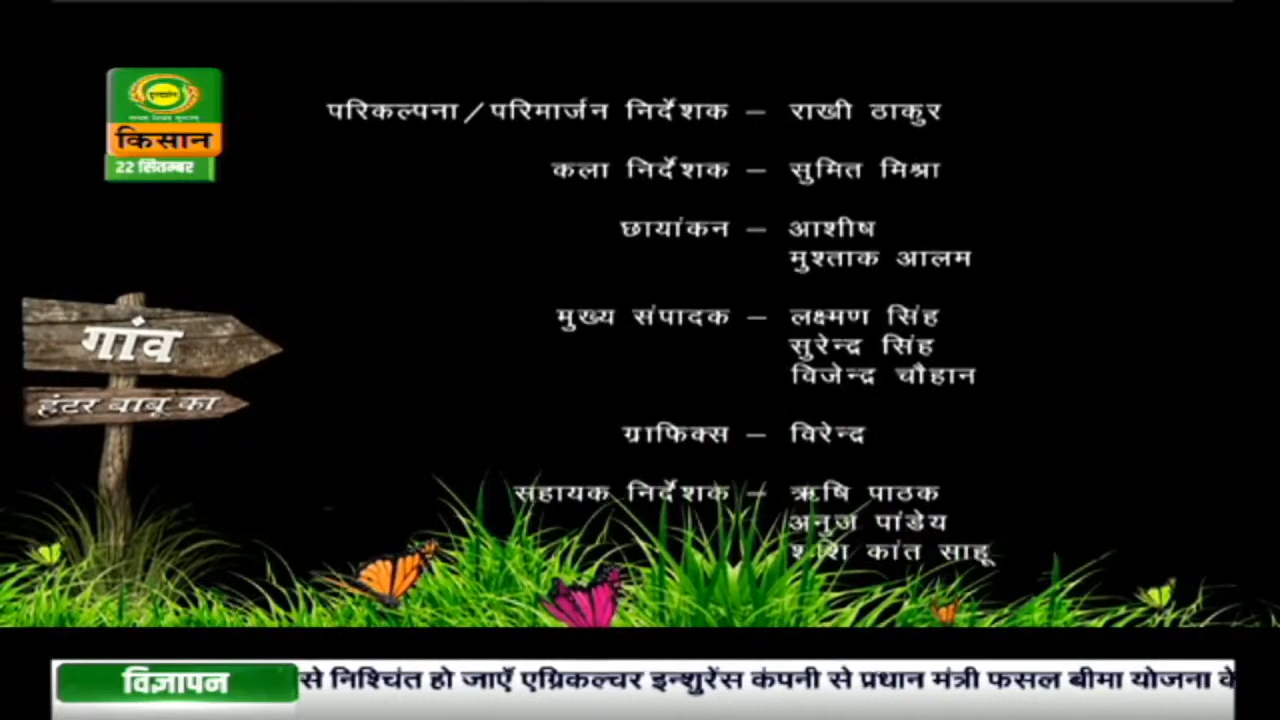 किसान
22 सितम्बर
परिकल्पना/परिमार्जन निर्देशक – राखी ठाकुर
कला निर्देशक – सुमित मिश्रा
छायांकन – आशीष
मुश्ताक आलम
मुख्य संपादक – लक्ष्मण सिंह
सुरेन्द्र सिंह
विजेन्द्र चौहान
ग्राफिक्स – विरेन्द्र
सहायक निर्देशक – ऋषि पाठक
अनुज पांडेय
शशि कांत साहू
गांव
हंटर बाबू का
विज्ञापन
से निश्चिंत हो जाएँ एग्रिकल्चर इन्शुरेंस कंपनी से प्रधान मंत्री फसल बीमा योजना के